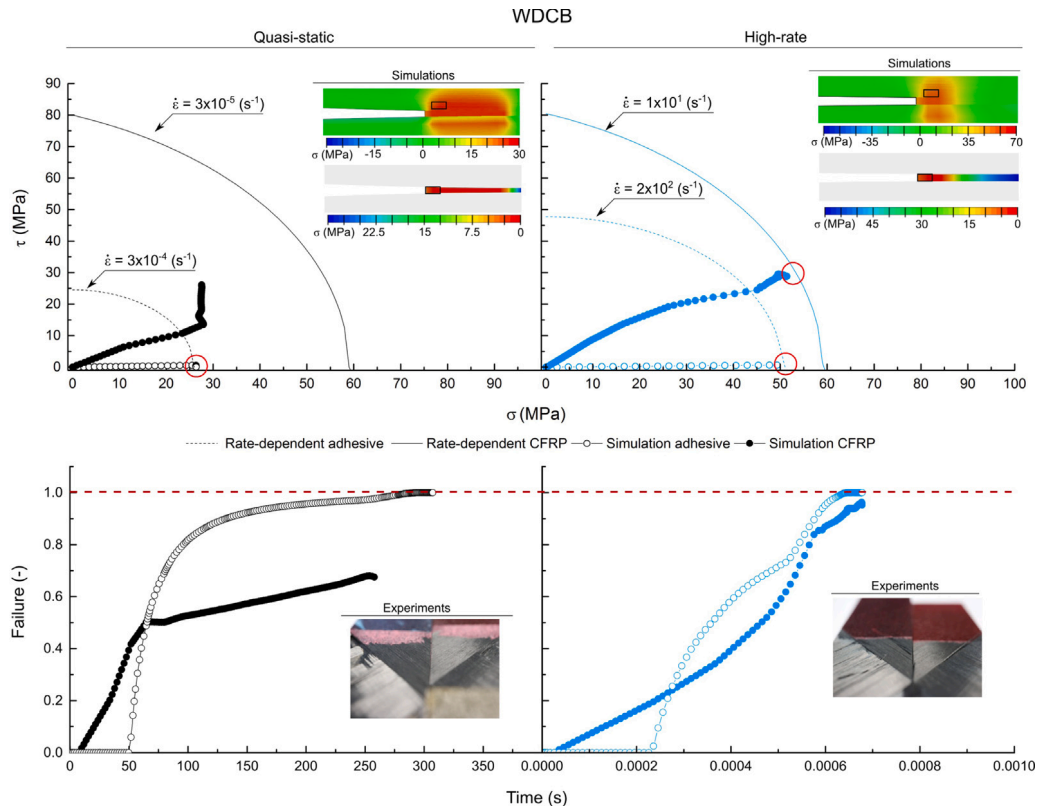 WDCB
Quasi-static
High-rate
Simulations
ε̇ = 3x10⁻⁵ (s⁻¹)
σ (MPa) -15 0 15 30
σ (MPa) 22.5 15 7.5 0
ε̇ = 3x10⁻⁴ (s⁻¹)
τ (MPa)
90
80
70
60
50
40
30
20
10
0
0 10 20 30 40 50 60 70 80 90
Simulations
ε̇ = 1x10¹ (s⁻¹)
σ (MPa) -35 0 35 70
ε̇ = 2x10² (s⁻¹)
σ (MPa) 45 30 15 0
0 10 20 30 40 50 60 70 80 90 100
σ (MPa)
Rate-dependent adhesive Rate-dependent CFRP Simulation adhesive Simulation CFRP
Failure (-)
1.0
0.8
0.6
0.4
0.2
0.0
Experiments
0 50 100 150 200 250 300 350
Experiments
0.0000 0.0002 0.0004 0.0006 0.0008 0.0010
Time (s)